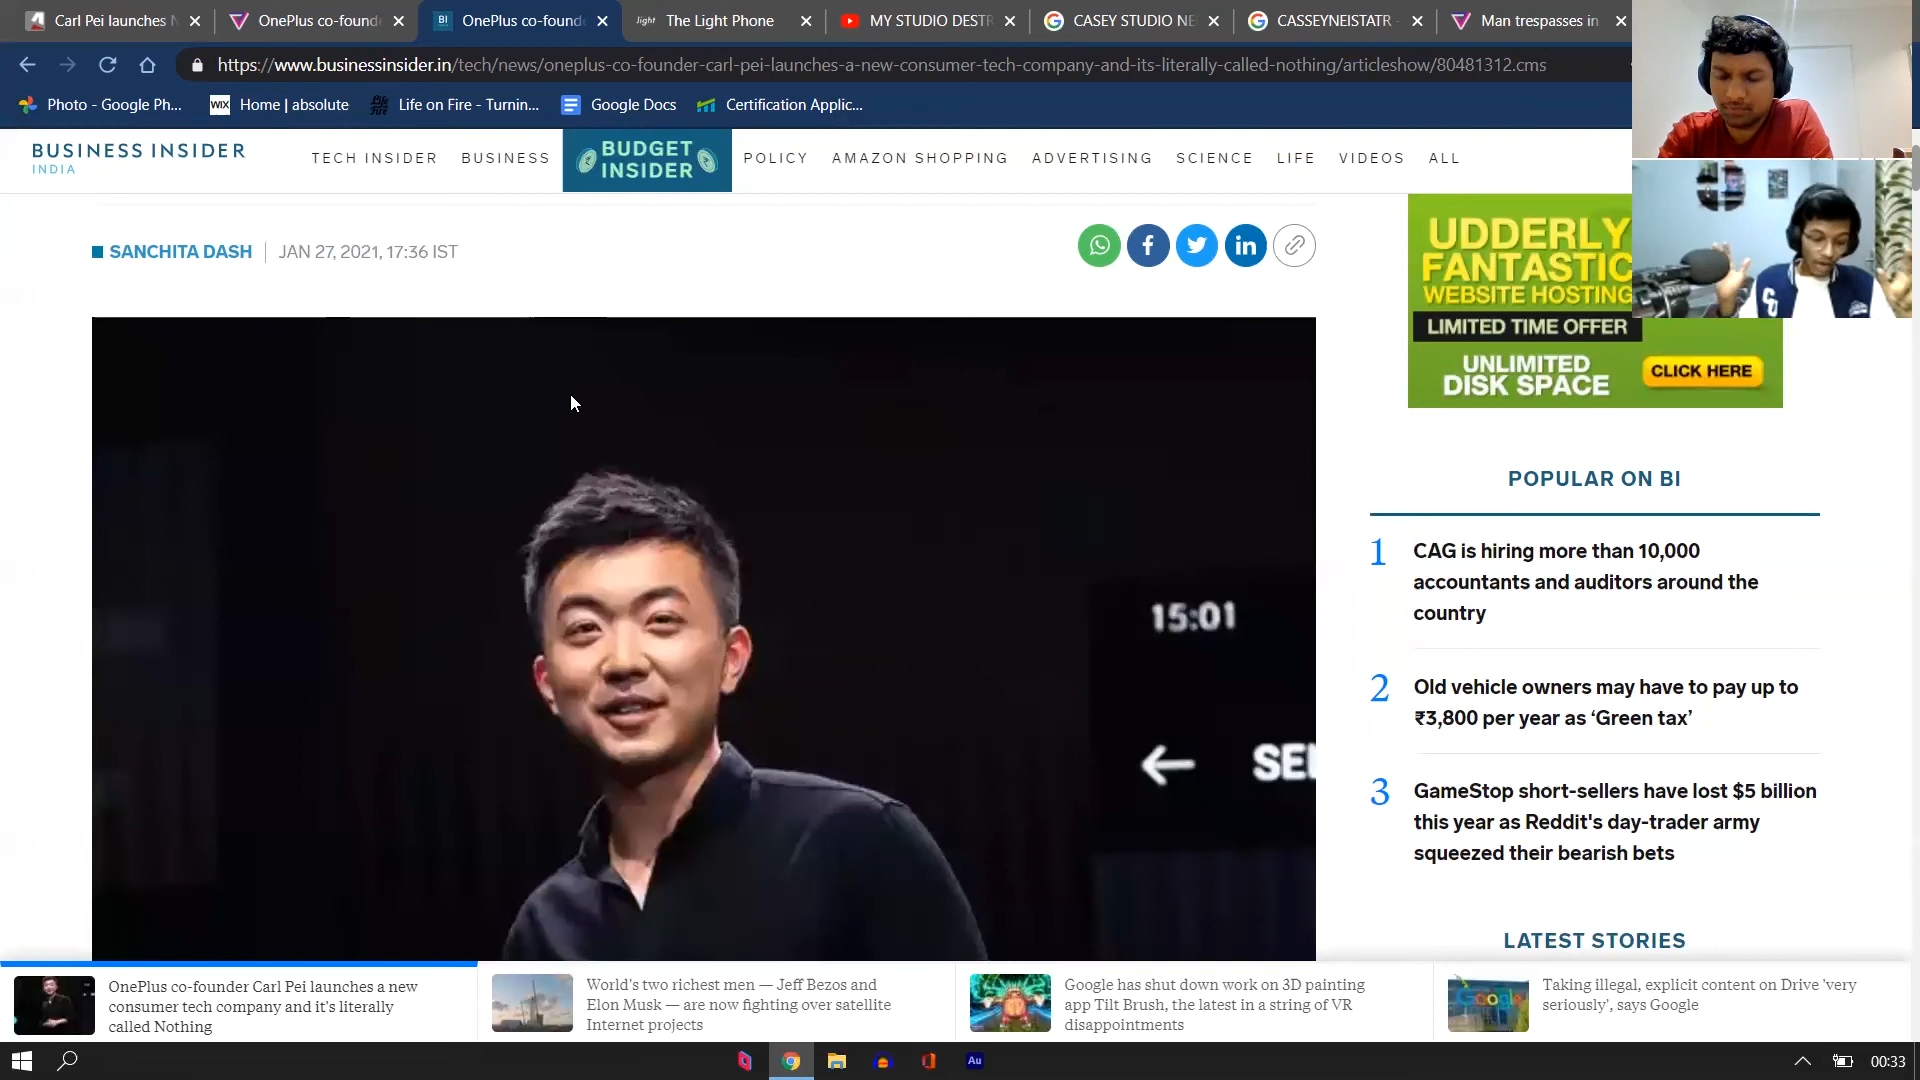 Carl Pei launches N
OnePlus co-found
OnePlus co-found
light The Light Phone
MY STUDIO DESTR
CASEY STUDIO NE
CASSEYNEISTATR -
Man trespasses in
https://www.businessinsider.in/tech/news/oneplus-co-founder-carl-pei-launches-a-new-consumer-tech-company-and-its-literally-called-nothing/articleshow/80481312.cms
Photo - Google Ph...
WIX Home | absolute
Life on Fire - Turnin...
Google Docs
Certification Applic...
BUSINESS INSIDER
INDIA
TECH INSIDER
BUSINESS
BUDGET
INSIDER
POLICY
AMAZON SHOPPING
ADVERTISING
SCIENCE
LIFE
VIDEOS
ALL
SANCHITA DASH
JAN 27, 2021, 17:36 IST
UDDERLY
FANTASTIC
WEBSITE HOSTING
LIMITED TIME OFFER
UNLIMITED
DISK SPACE
CLICK HERE
15:01
SEL
POPULAR ON BI
1
CAG is hiring more than 10,000
accountants and auditors around the
country
2
Old vehicle owners may have to pay up to
₹3,800 per year as ‘Green tax’
3
GameStop short-sellers have lost $5 billion
this year as Reddit's day-trader army
squeezed their bearish bets
LATEST STORIES
OnePlus co-founder Carl Pei launches a new
consumer tech company and it's literally
called Nothing
World's two richest men — Jeff Bezos and
Elon Musk — are now fighting over satellite
Internet projects
Google has shut down work on 3D painting
app Tilt Brush, the latest in a string of VR
disappointments
Taking illegal, explicit content on Drive 'very
seriously', says Google
Au
00:33